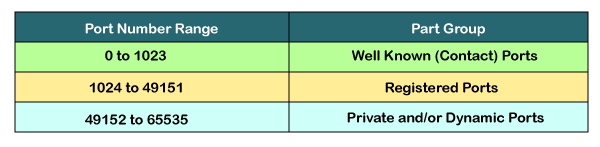 Port Number Range Part Group
0 to 1023 Well Known (Contact) Ports
1024 to 49151 Registered Ports
49152 to 65535 Private and/or Dynamic Ports